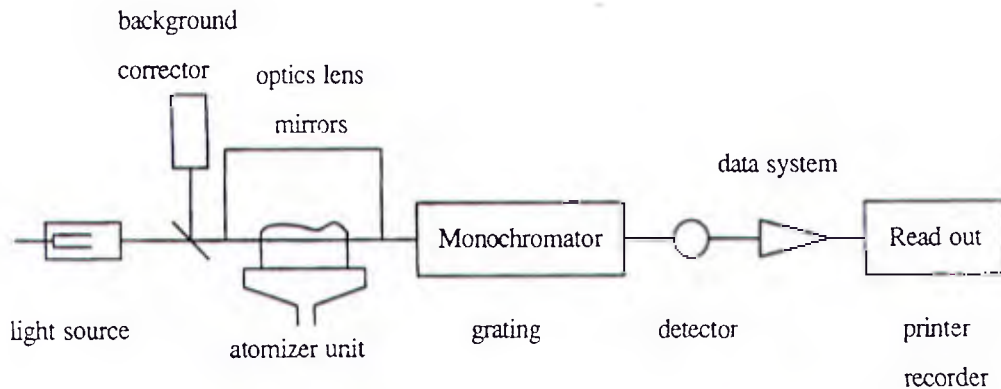 background
corrector
optics lens
mirrors
data system
Monochromator
Read out
light source
atomizer unit
grating
detector
printer
recorder